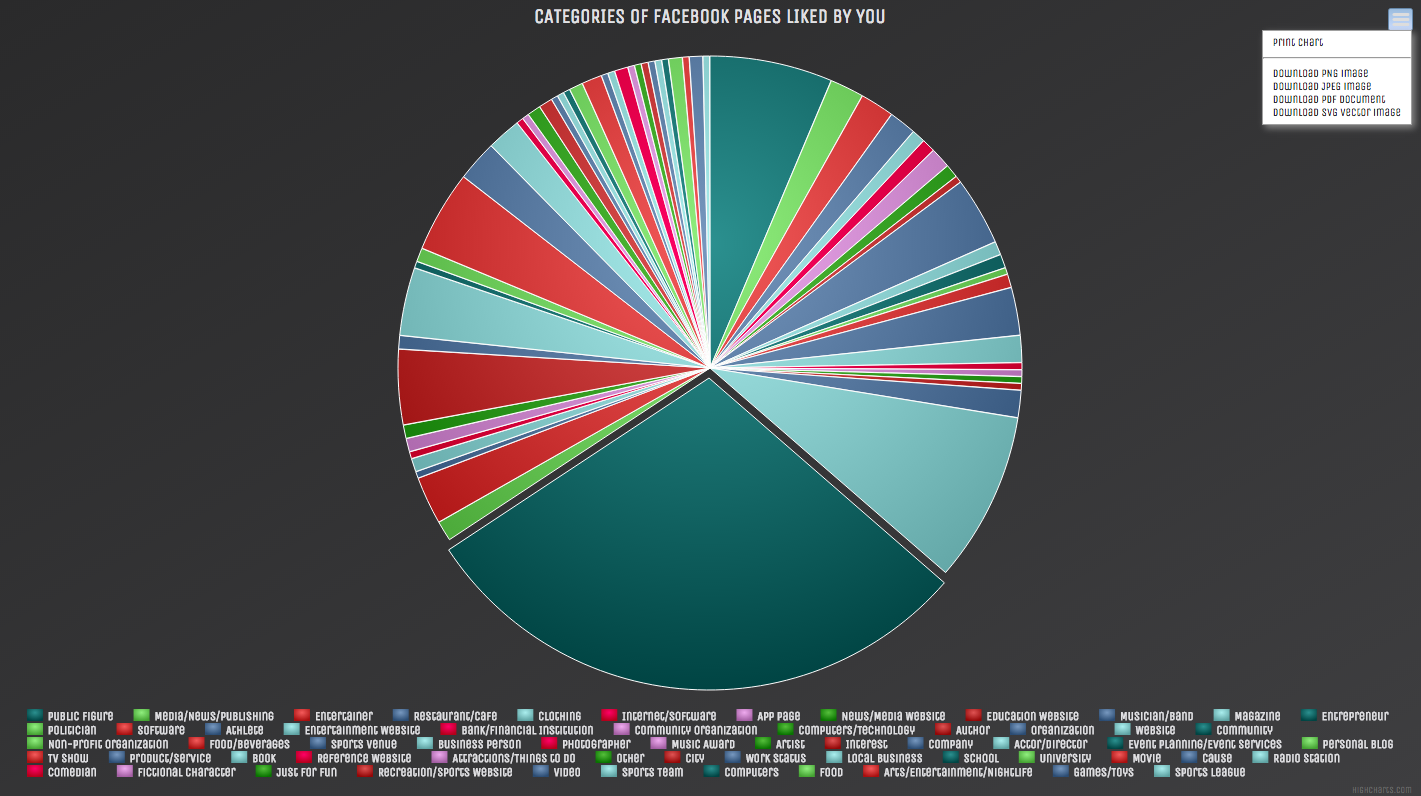 CATEGORIES OF FACEBOOK PAGES LIKED BY YOU
Print chart
Download PNG image
Download JPEG image
Download PDF document
Download SVG vector image
Public Figure Media/News/Publishing Entertainer Restaurant/Cafe Clothing Internet/Software App Page News/Media Website Education Website Musician/Band Magazine Entrepreneur
Politician Software Athlete Entertainment Website Bank/Financial Institution Community Organization Computers/Technology Author Organization Website Community
Non-Profit Organization Food/Beverages Sports Venue Business Person Photographer Music Award Artist Interest Company Actor/Director Event Planning/Event Services Personal Blog
TV Show Product/Service Book Reference Website Attractions/Things to Do Other City Work Status Local Business School University Movie Cause Radio Station
Comedian Fictional Character Just For Fun Recreation/Sports Website Video Sports Team Computers Food Arts/Entertainment/Nightlife Games/Toys Sports League
Highcharts.com